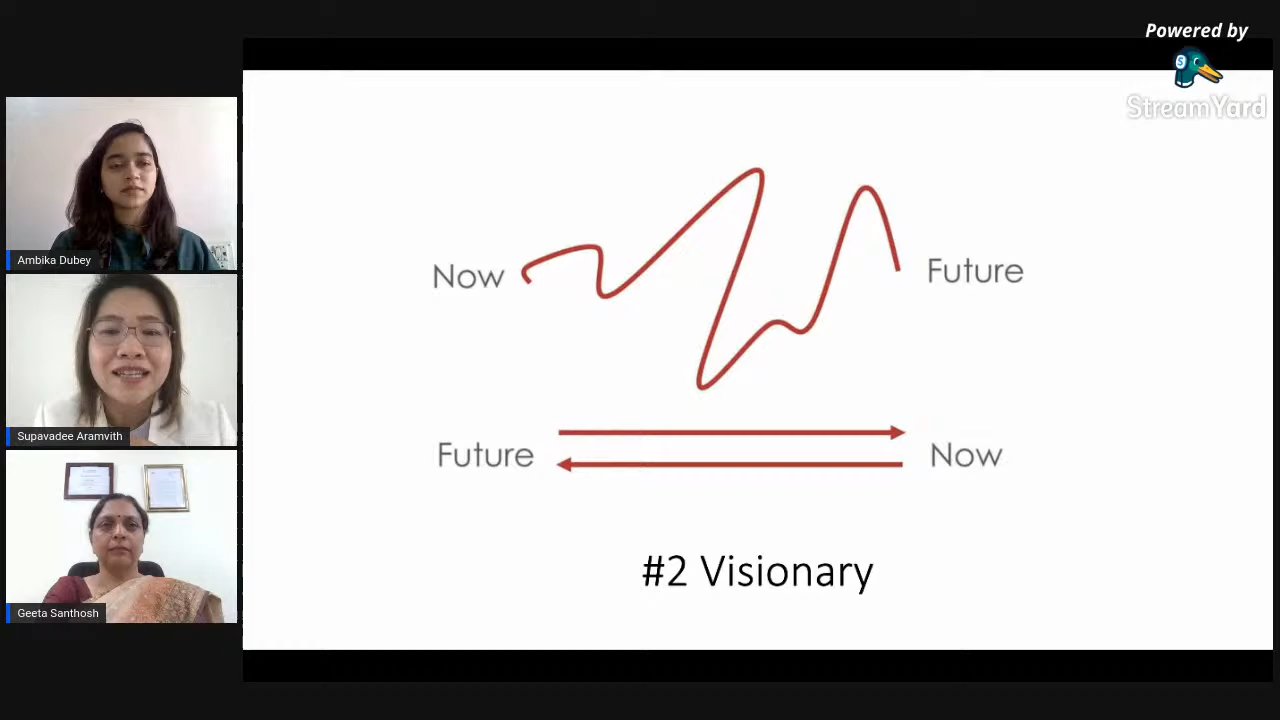 Powered by
StreamYard
Ambika Dubey
Supavadee Aramvith
Geeta Santhosh
Now
Future
Future
Now
#2 Visionary